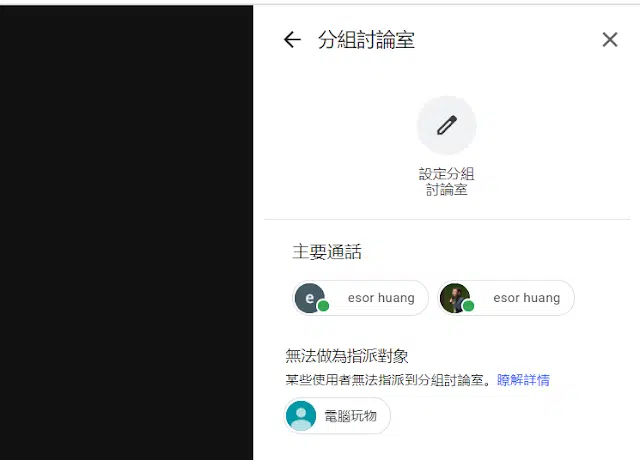 分組討論室
設定分組
討論室
主要通話
e esor huang esor huang
無法做為指派對象
某些使用者無法指派到分組討論室。瞭解詳情
電腦玩物